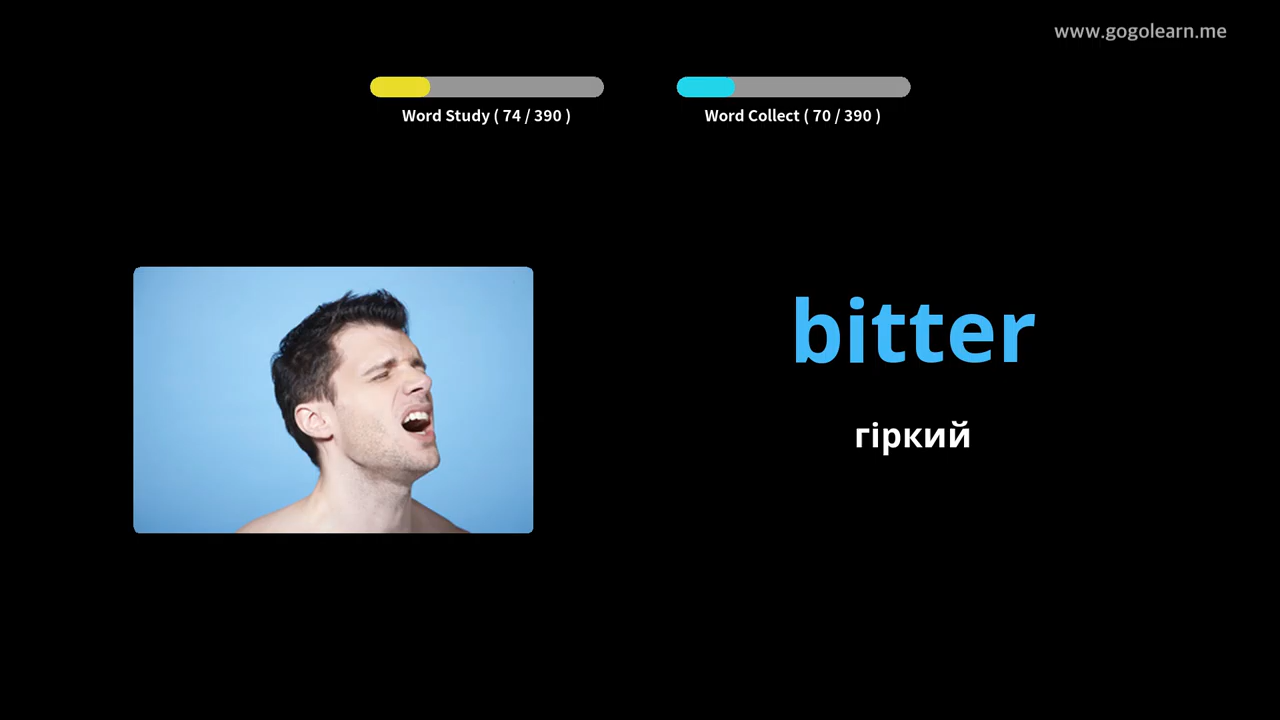 www.gogolearn.me
Word Study ( 74 / 390 )
Word Collect ( 70 / 390 )
bitter
гіркий